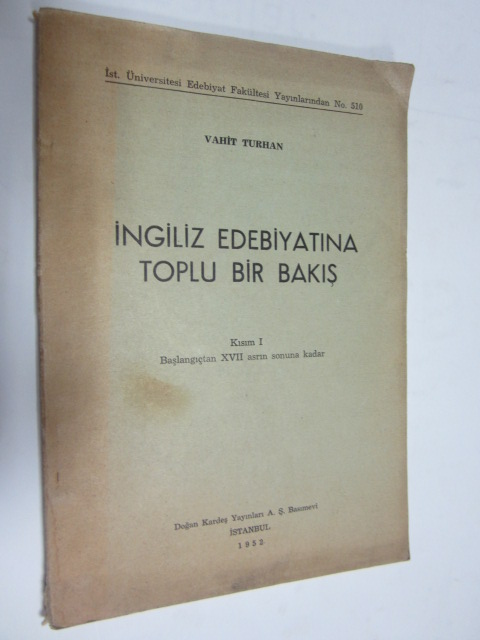 İst. Üniversitesi Edebiyat Fakültesi Yayınlarından No. 510
VAHİT TURHAN
İNGİLİZ EDEBİYATINA
TOPLU BİR BAKIŞ
Kısım I
Başlangıçtan XVII asrın sonuna kadar
Doğan Kardeş Yayınları A. Ş. Basımevi
İSTANBUL
1952